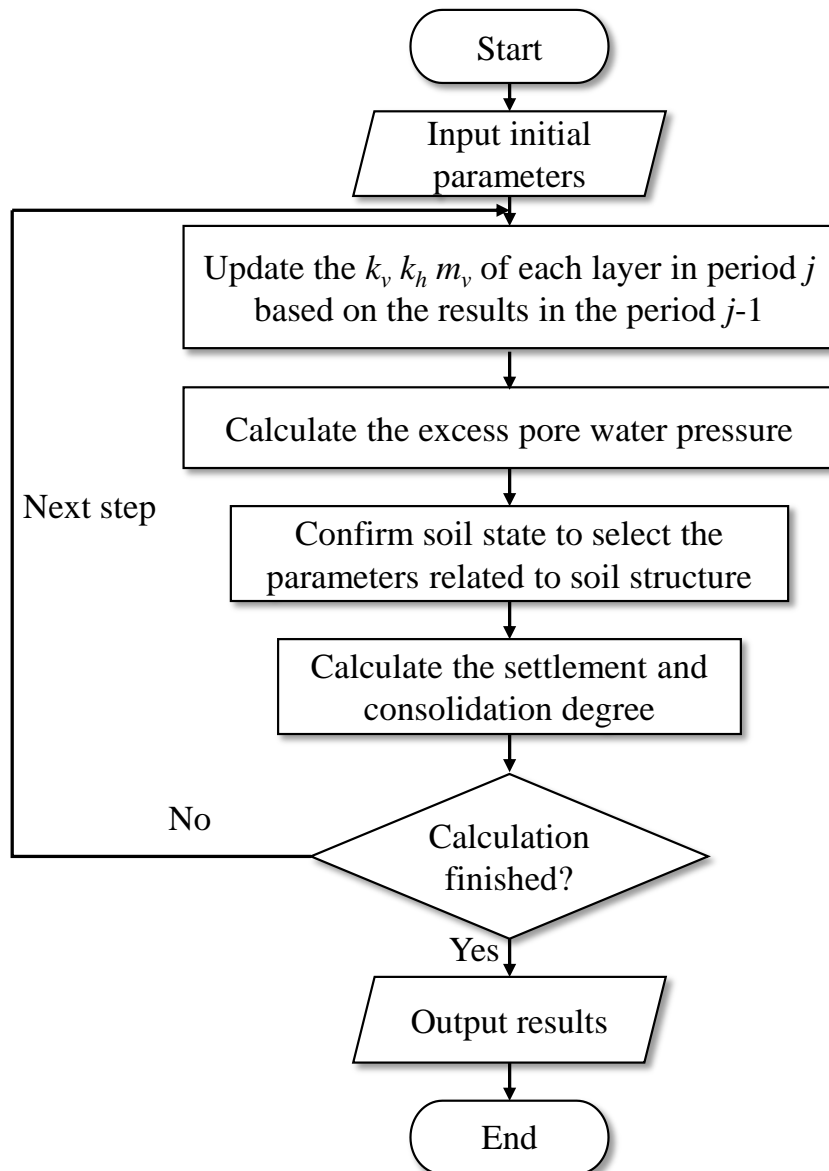 Start
Input initial
parameters
Update the kv kh mv of each layer in period j
based on the results in the period j-1
Calculate the excess pore water pressure
Next step
Confirm soil state to select the
parameters related to soil structure
Calculate the settlement and
consolidation degree
No
Calculation
finished?
Yes
Output results
End